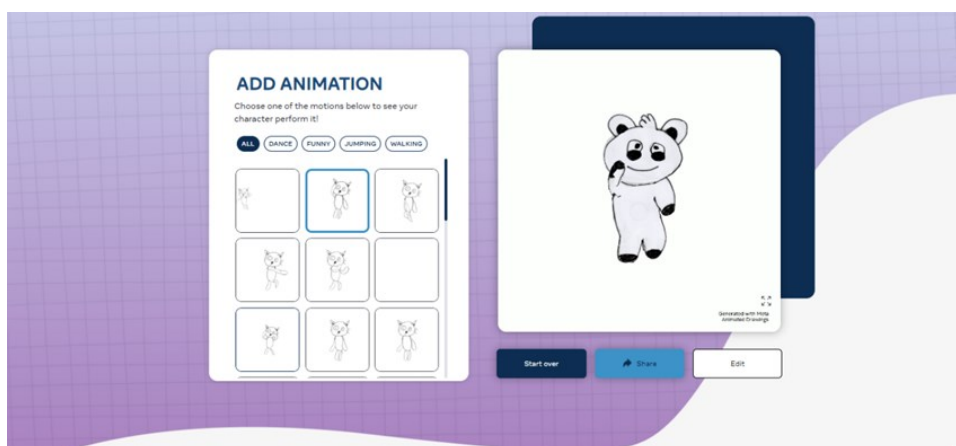 ADD ANIMATION
Choose one of the motions below to see your
character perform it!
ALL DANCE FUNNY JUMPING WALKING
Generated with Meta
Animated Drawings
Start over Share Edit